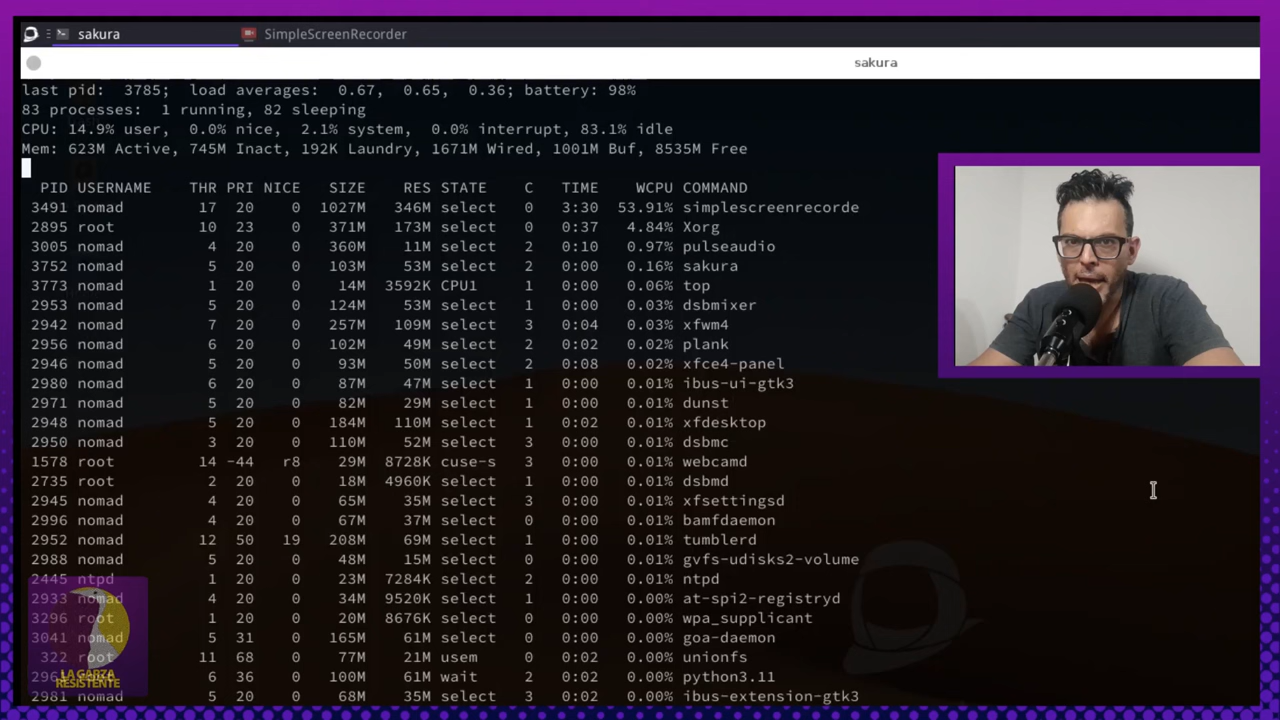 sakura
SimpleScreenRecorder
sakura
last pid: 3785; load averages: 0.67, 0.65, 0.36; battery: 98%
83 processes: 1 running, 82 sleeping
CPU: 14.9% user, 0.0% nice, 2.1% system, 0.0% interrupt, 83.1% idle
Mem: 623M Active, 745M Inact, 192K Laundry, 1671M Wired, 1001M Buf, 8535M Free
PID USERNAME THR PRI NICE SIZE RES STATE C TIME WCPU COMMAND
3491 nomad 17 20 0 1027M 346M select 0 3:30 53.91% simplescreenrecorde
2895 root 10 23 0 371M 173M select 0 0:37 4.84% Xorg
3005 nomad 4 20 0 360M 11M select 2 0:10 0.97% pulseaudio
3752 nomad 5 20 0 103M 53M select 2 0:00 0.16% sakura
3773 nomad 1 20 0 14M 3592K CPU1 1 0:00 0.06% top
2953 nomad 5 20 0 124M 53M select 1 0:00 0.03% dsbmixer
2942 nomad 7 20 0 257M 109M select 3 0:04 0.03% xfwm4
2956 nomad 6 20 0 102M 49M select 2 0:02 0.02% plank
2946 nomad 5 20 0 93M 50M select 2 0:08 0.02% xfce4-panel
2980 nomad 6 20 0 87M 47M select 1 0:00 0.01% ibus-ui-gtk3
2971 nomad 5 20 0 82M 29M select 1 0:00 0.01% dunst
2948 nomad 5 20 0 184M 110M select 1 0:02 0.01% xfdesktop
2950 nomad 3 20 0 110M 52M select 3 0:00 0.01% dsbmc
1578 root 14 -44 r8 29M 8728K cuse-s 3 0:00 0.01% webcamd
2735 root 2 20 0 18M 4960K select 1 0:00 0.01% dsbmd
2945 nomad 4 20 0 65M 35M select 3 0:00 0.01% xfsettingsd
2996 nomad 4 20 0 67M 37M select 0 0:00 0.01% bamfdaemon
2952 nomad 12 50 19 208M 69M select 1 0:00 0.01% tumblerd
2988 nomad 5 20 0 48M 15M select 0 0:00 0.01% gvfs-udisks2-volume
2445 ntpd 1 20 0 23M 7284K select 2 0:00 0.01% ntpd
2933 nomad 4 20 0 34M 9520K select 1 0:00 0.01% at-spi2-registryd
3296 root 1 20 0 20M 8676K select 0 0:00 0.00% wpa_supplicant
3041 nomad 5 31 0 165M 61M select 0 0:00 0.00% goa-daemon
322 root 11 68 0 77M 21M usem 0 0:02 0.00% unionfs
6 36 0 100M 61M wait 2 0:02 0.00% python3.11
2981 nomad 5 20 0 68M 35M select 3 0:02 0.00% ibus-extension-gtk3
LA GARZA
RESISTENTE